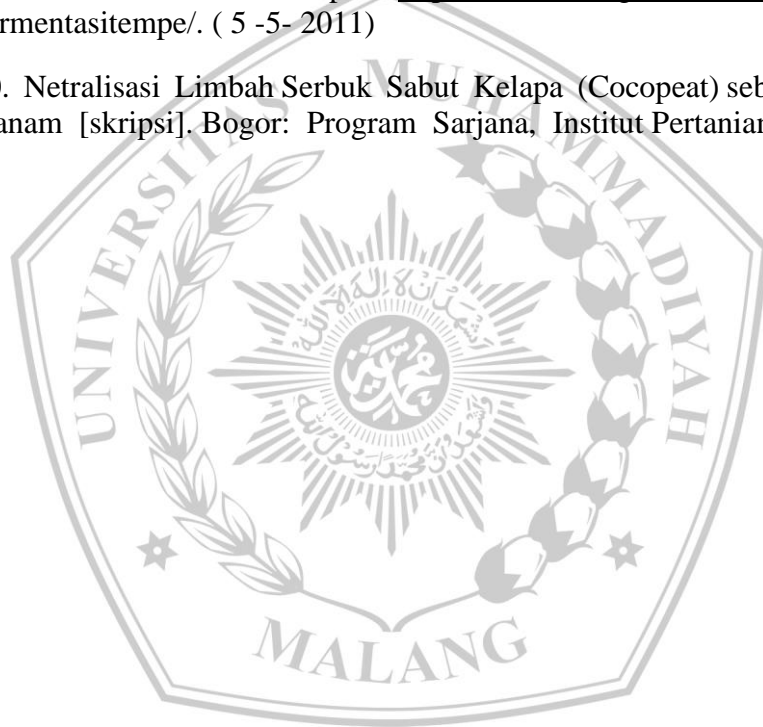 ermentasitempe/. ( 5 -5- 2011)
. Netralisasi Limbah Serbuk Sabut Kelapa (Cocopeat) seb
anam [skripsi]. Bogor: Program Sarjana, Institut Pertanian
UNIVERSITAS MUHAMMADIYAH
MALANG